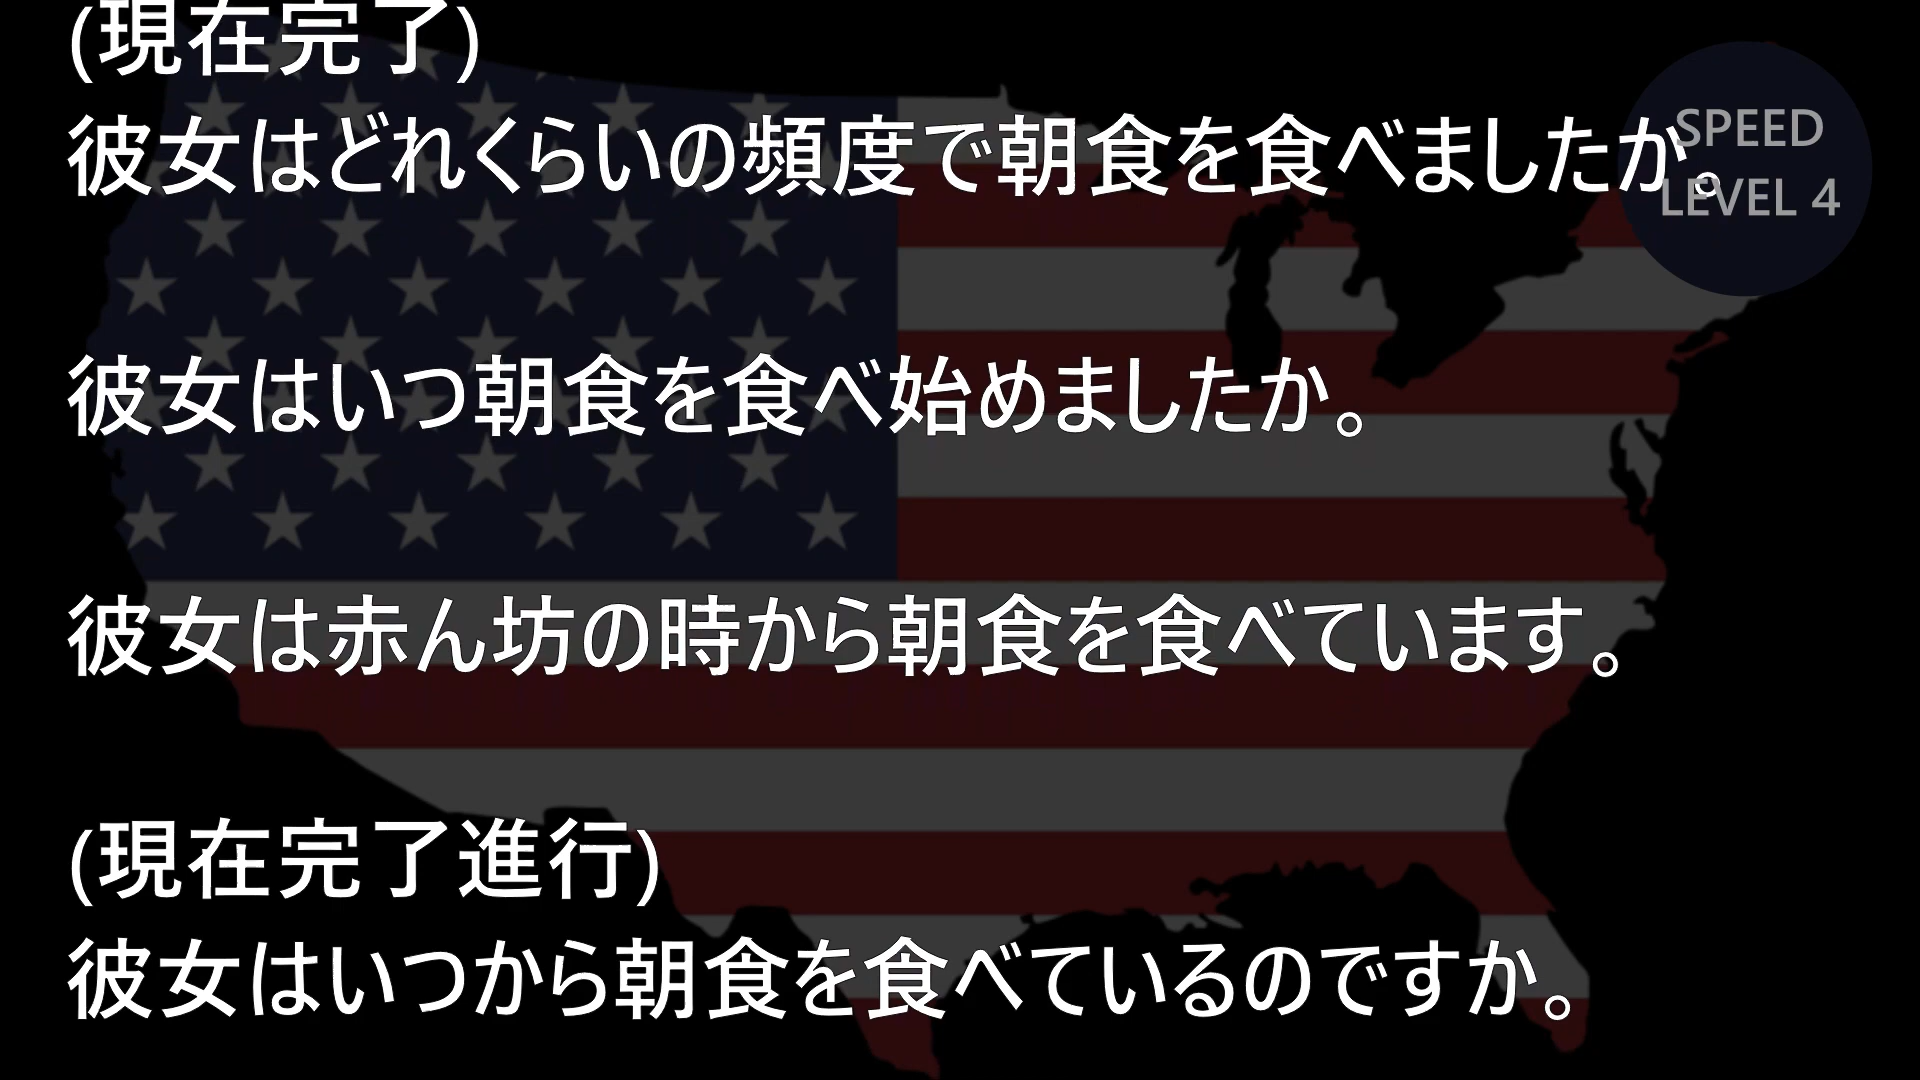 (現在完了)
彼女はどれくらいの頻度で朝食を食べましたか。
SPEED
LEVEL 4
彼女はいつ朝食を食べ始めましたか。
彼女は赤ん坊の時から朝食を食べています。
(現在完了進行)
彼女はいつから朝食を食べているのですか。